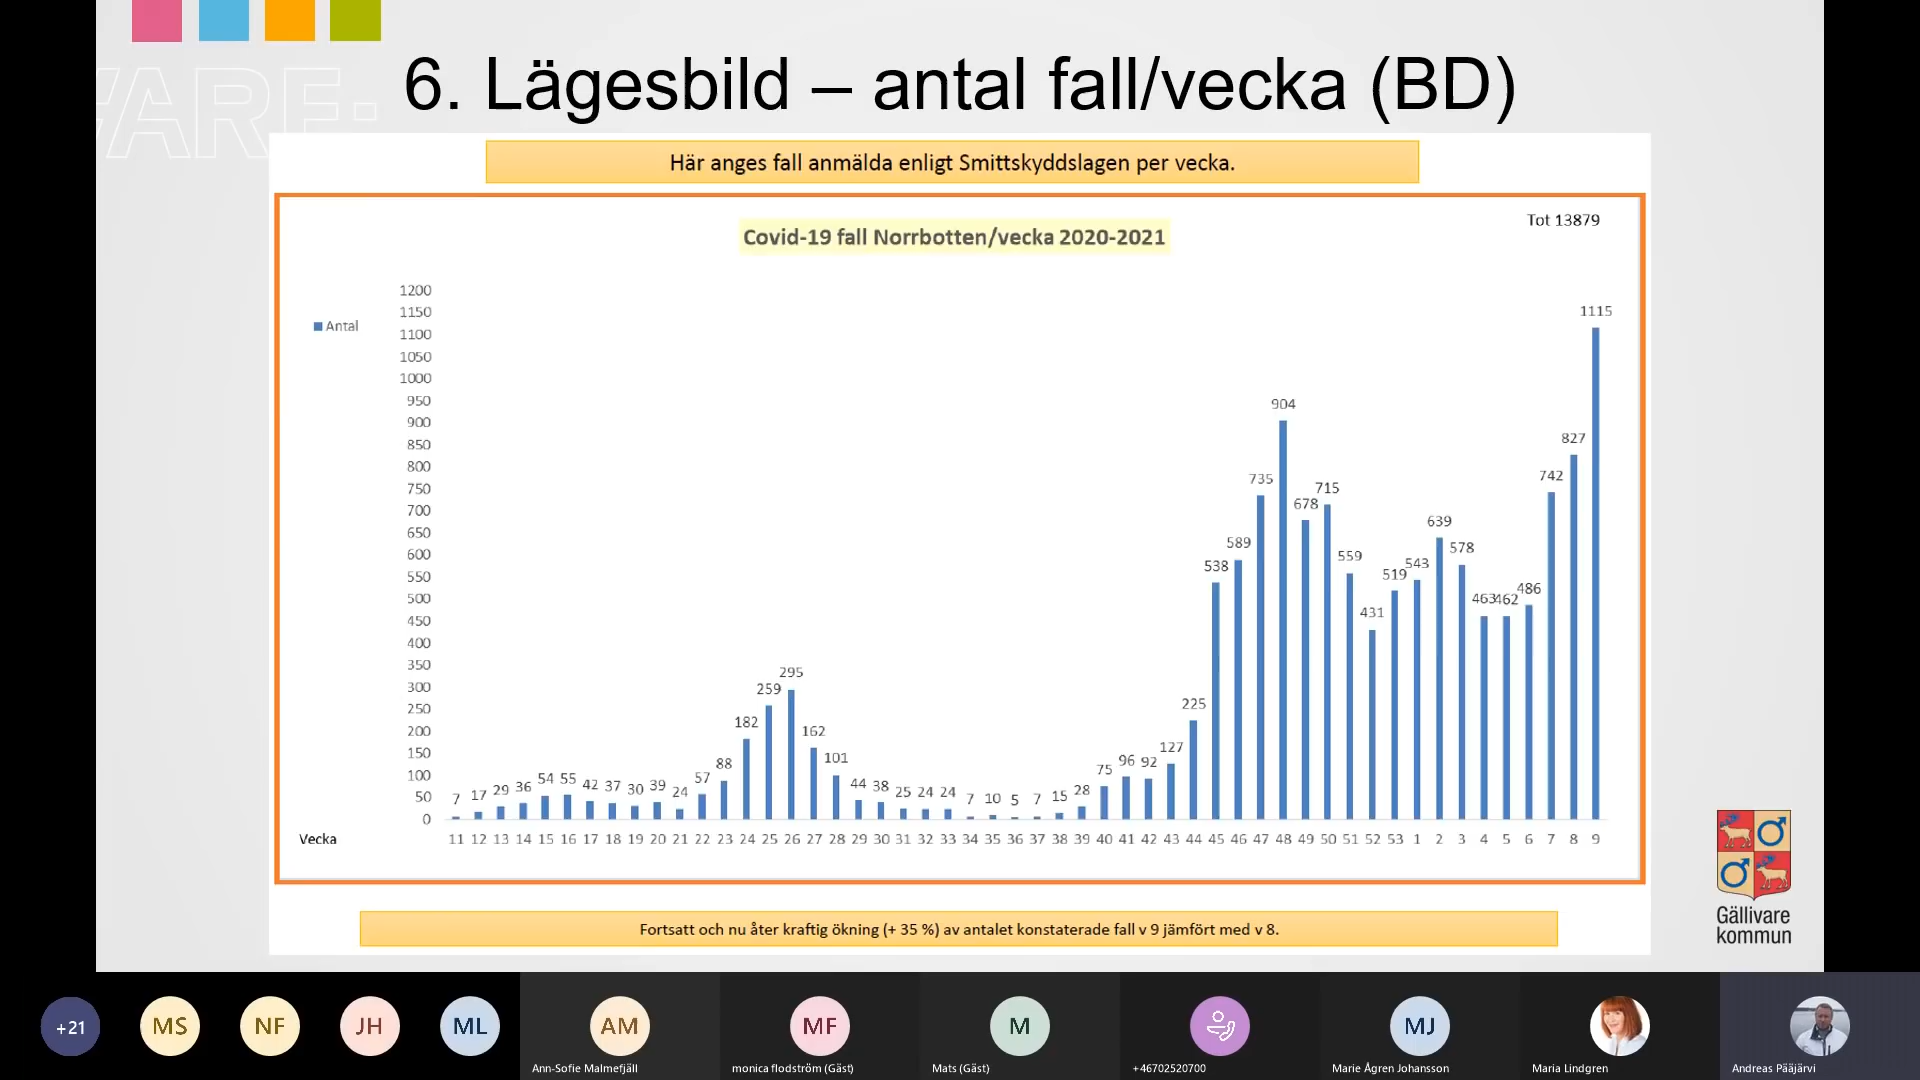 VARE.
6. Lägesbild – antal fall/vecka (BD)
Här anges fall anmälda enligt Smittskyddslagen per vecka.
Tot 13879
Covid-19 fall Norrbotten/vecka 2020-2021
Antal
1200
1150
1100
1050
1000
950
900
850
800
750
700
650
600
550
500
450
400
350
300
250
200
150
100
50
0
7 17 29 36 54 55 42 37 30 39 24 57 88 182 259 295 162 101 44 38 25 24 24 7 10 5 7 15 28 75 96 92 127 225 538 589 735 904 678 715 559 431 519 543 639 578 463 462 486 742 827 1115
Vecka 11 12 13 14 15 16 17 18 19 20 21 22 23 24 25 26 27 28 29 30 31 32 33 34 35 36 37 38 39 40 41 42 43 44 45 46 47 48 49 50 51 52 53 1 2 3 4 5 6 7 8 9
Fortsatt och nu åter kraftig ökning (+ 35 %) av antalet konstaterade fall v 9 jämfört med v 8.
Gällivare
kommun
+21 MS NF JH ML AM MF M MJ
Ann-Sofie Malmefjäll monica flodström (Gäst) Mats (Gäst) +46702520700 Marie Ågren Johansson Maria Lindgren Andreas Pääjärvi